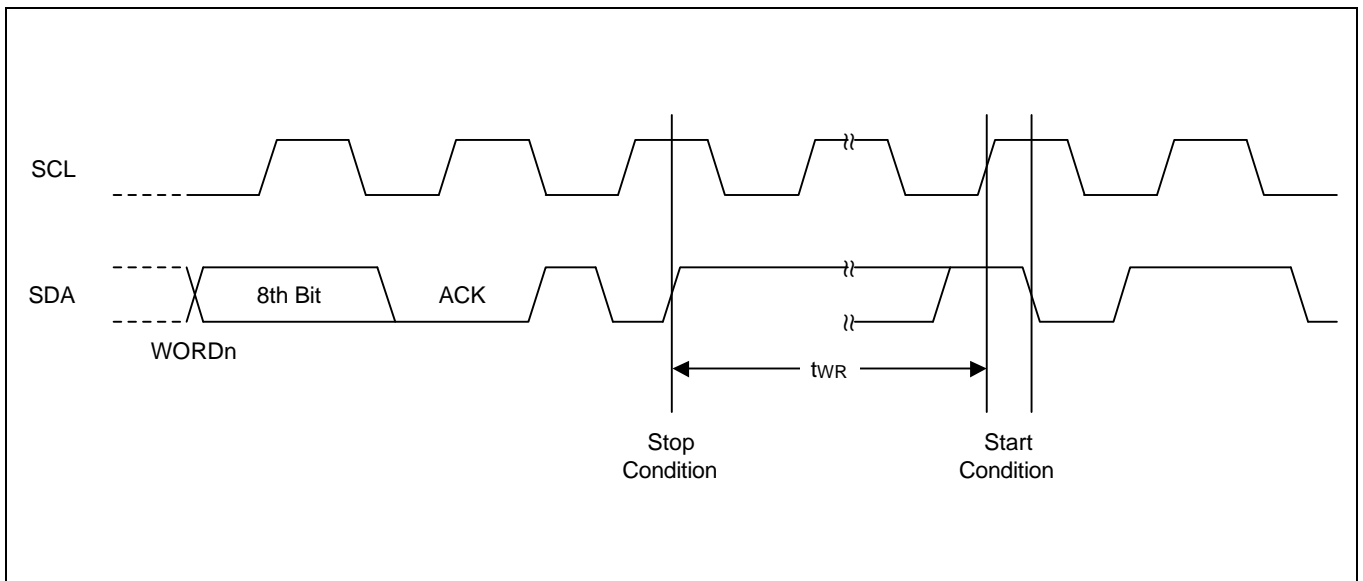 SCL
SDA
8th Bit
ACK
WORDn
tWR
Stop
Condition
Start
Condition